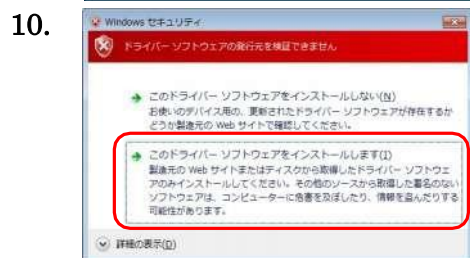 10.
Windows セキュリティ
ドライバー ソフトウェアの発行元を検証できません
このドライバー ソフトウェアをインストールしない(N)
お使いのデバイス用の、更新されたドライバー ソフトウェアが存在するか
どうか製造元の Web サイトで確認してください。
このドライバー ソフトウェアをインストールします(I)
製造元の Web サイトまたはディスクから取得したドライバー ソフトウェ
アのみインストールしてください。その他のソースから取得した署名のない
ソフトウェアは、コンピューターに危害を及ぼしたり、情報を盗んだりする
可能性があります。
詳細の表示(D)